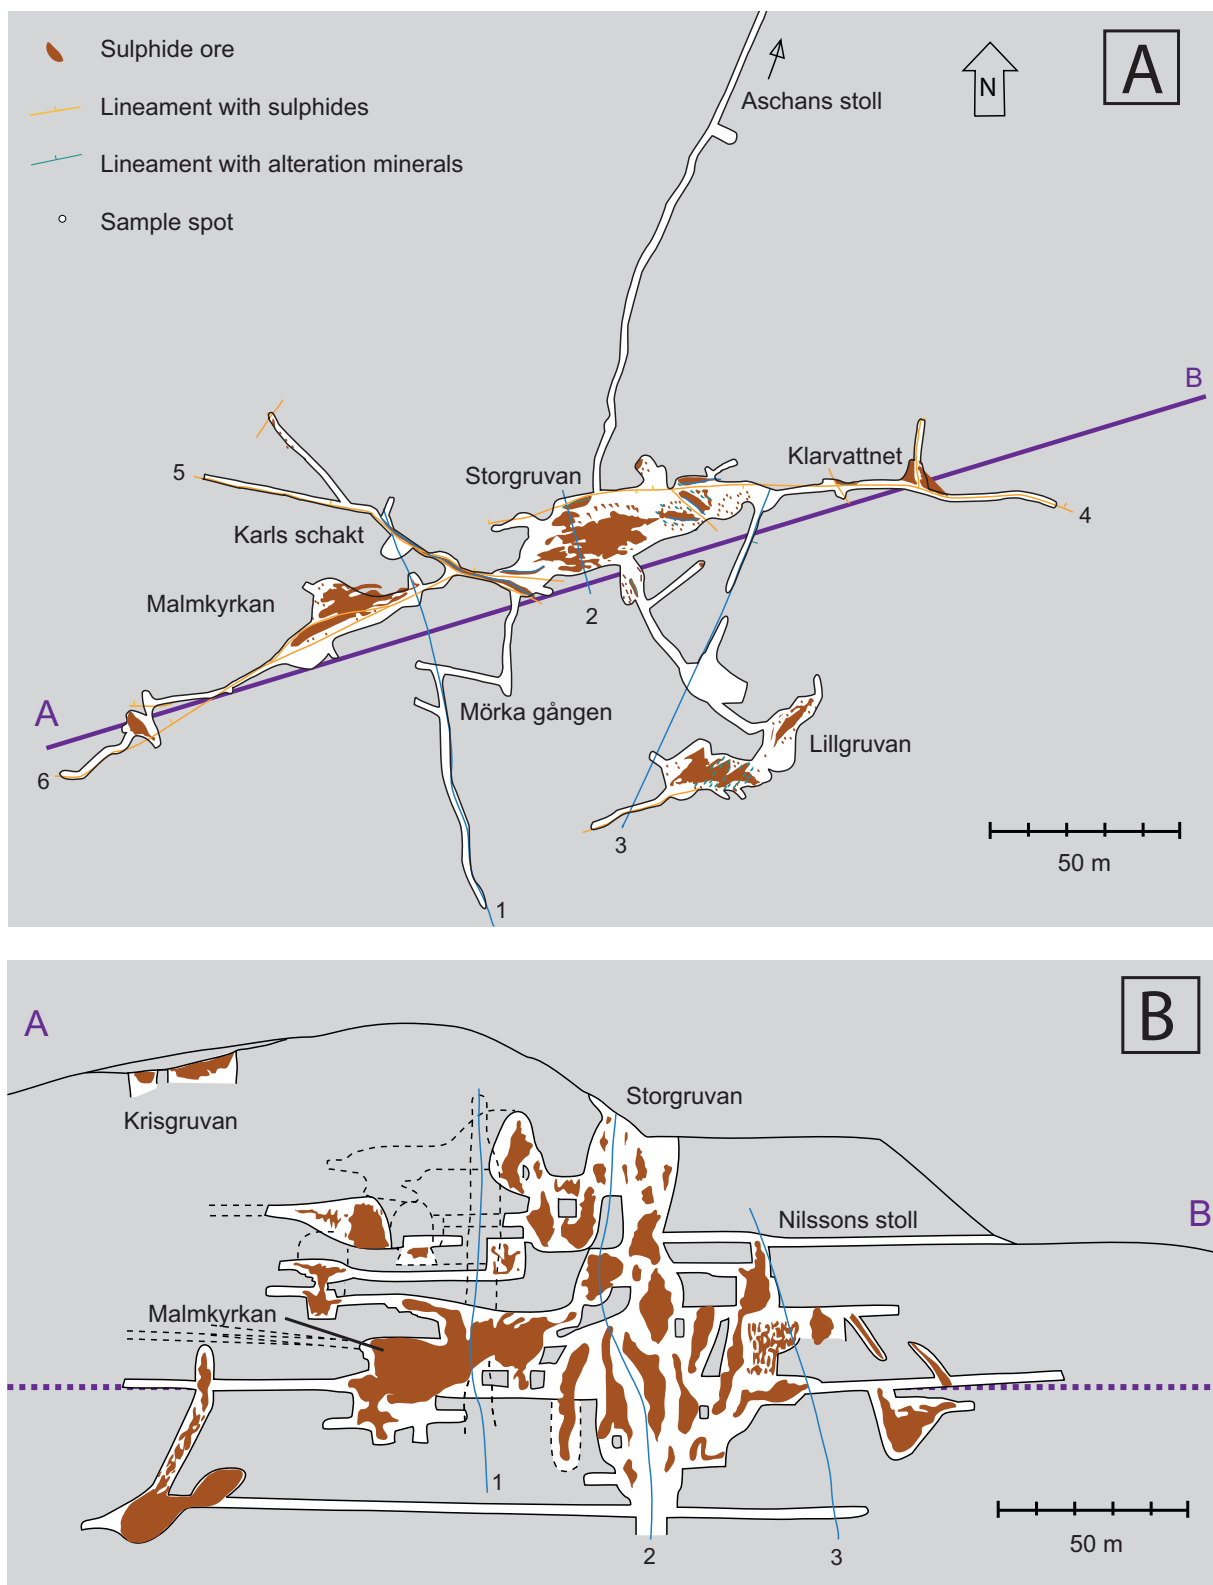 A
Sulphide ore
N
Aschans stoll
Lineament with sulphides
Lineament with alteration minerals
Sample spot
B
5
Storgruvan
Klarvattnet
4
Karls schakt
Malmkyrkan
2
A
Mörka gången
Lillgruvan
6
3
50 m
1
A
B
Storgruvan
Krisgruvan
Nilssons stoll
B
Malmkyrkan
1
50 m
2
3